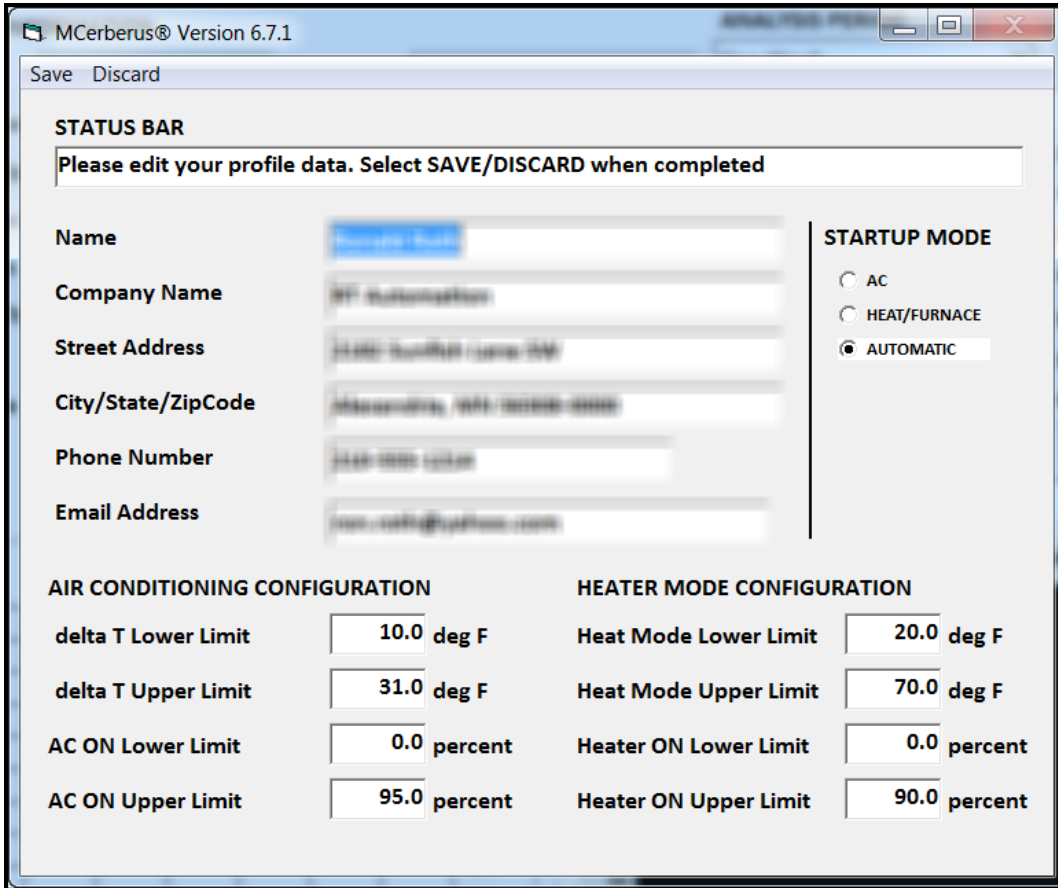 MCerberus® Version 6.7.1
Save Discard
STATUS BAR
Please edit your profile data. Select SAVE/DISCARD when completed
Name
Company Name
Street Address
City/State/ZipCode
Phone Number
Email Address
STARTUP MODE
AC
HEAT/FURNACE
AUTOMATIC
AIR CONDITIONING CONFIGURATION
delta T Lower Limit 10.0 deg F
delta T Upper Limit 31.0 deg F
AC ON Lower Limit 0.0 percent
AC ON Upper Limit 95.0 percent
HEATER MODE CONFIGURATION
Heat Mode Lower Limit 20.0 deg F
Heat Mode Upper Limit 70.0 deg F
Heater ON Lower Limit 0.0 percent
Heater ON Upper Limit 90.0 percent